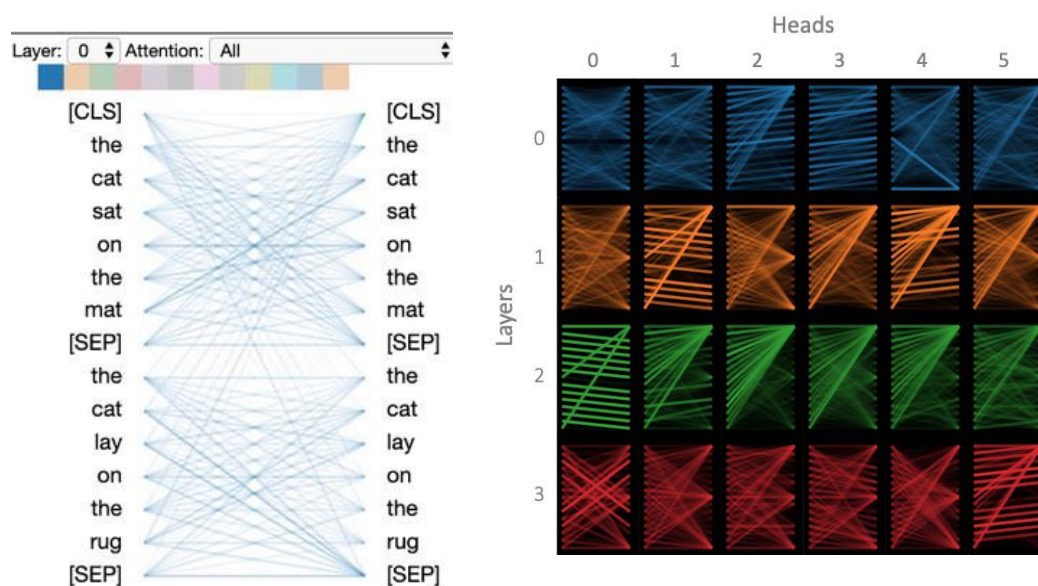 Layer: 0 Attention: All
[CLS] [CLS]
the the
cat cat
sat sat
on on
the the
mat mat
[SEP] [SEP]
the the
cat cat
lay lay
on on
the the
rug rug
[SEP] [SEP]
Heads
0 1 2 3 4 5
Layers
0
1
2
3